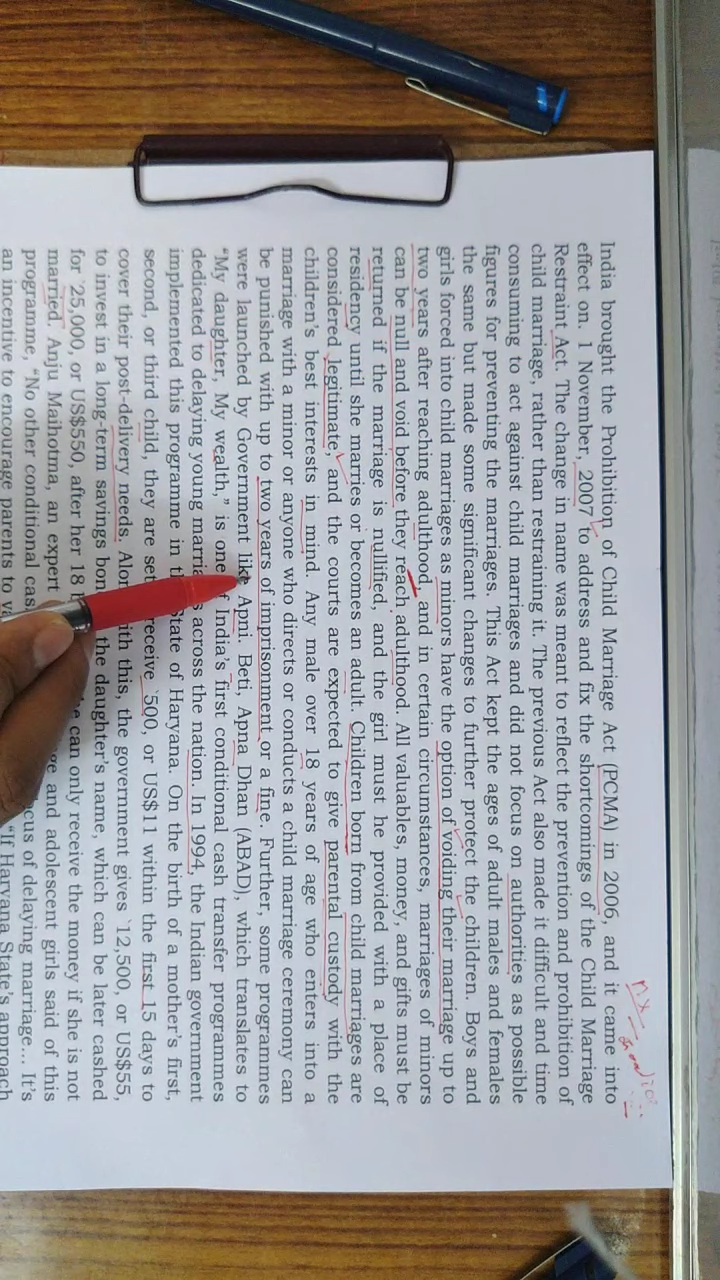 India brought the Prohibition of Child Marriage Act (PCMA) in 2006, and it came into
effect on. 1 November, 2007 to address and fix the shortcomings of the Child Marriage
Restraint Act. The change in name was meant to reflect the prevention and prohibition of
child marriage, rather than restraining it. The previous Act also made it difficult and time
consuming to act against child marriages and did not focus on authorities as possible
figures for preventing the marriages. This Act kept the ages of adult males and females
the same but made some significant changes to further protect the children. Boys and
girls forced into child marriages as minors have the option of voiding their marriage up to
two years after reaching adulthood, and in certain circumstances, marriages of minors
can be null and void before they reach adulthood. All valuables, money, and gifts must be
returned if the marriage is nullified, and the girl must he provided with a place of
residency until she marries or becomes an adult. Children born from child marriages are
considered legitimate, and the courts are expected to give parental custody with the
children's best interests in mind. Any male over 18 years of age who enters into a
marriage with a minor or anyone who directs or conducts a child marriage ceremony can
be punished with up to two years of imprisonment or a fine. Further, some programmes
were launched by Government like Apni. Beti. Apna Dhan (ABAD), which translates to
"My daughter, My wealth," is one India's first conditional cash transfer programmes
dedicated to delaying young across the nation. In 1994, the Indian government
implemented this programme in State of Haryana. On the birth of a mother's first,
second, or third child, they are set receive `500, or US$11 within the first 15 days to
cover their post-delivery needs. this, the government gives `12,500, or US$55,
to invest in a long term savings the daughter's name, which can be later cashed
for `25,000, or US$550, after her 18 can only receive the money if she is not
married. Anju Maihotma, an expert and adolescent girls said of this
programme, "No other conditional of delaying marriage... It's
an incentive to encourage parents to "If Haryana State's approach